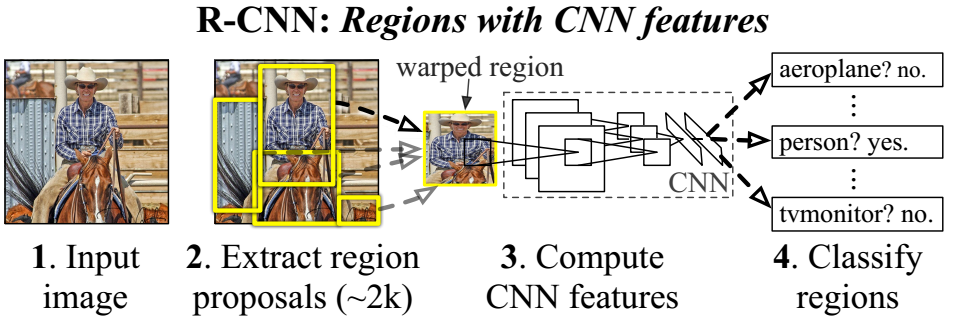 R-CNN: Regions with CNN features
warped region
aeroplane? no.
⋮
person? yes.
⋮
tvmonitor? no.
CNN
1. Input
image
2. Extract region
proposals (~2k)
3. Compute
CNN features
4. Classify
regions